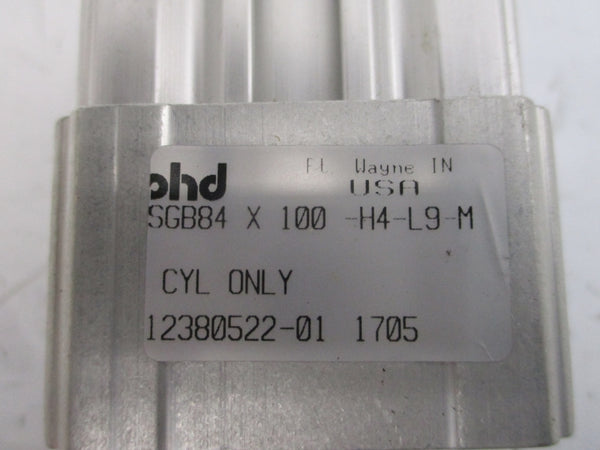 phd Ft. Wayne IN
USA
SGB84 X 100 -H4-L9-M
CYL ONLY
12380522-01 1705